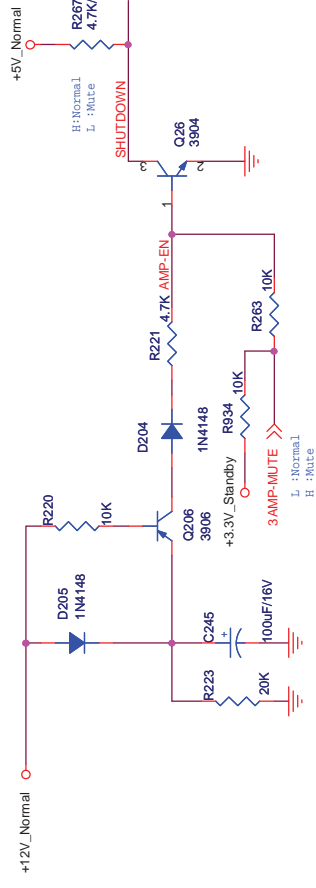 +12V_Normal
D205
1N4148
R220
10K
R223
20K
C245
+
100uF/16V
Q206
3906
D204
1N4148
R221
4.7K
AMP-EN
+3.3V_Standby
R934
10K
3 AMP-MUTE
L :Normal
H :Mute
R263
10K
+5V_Normal
R267
4.7K/
H:Normal
L :Mute
SHUTDOWN
3
1
2
Q26
3904